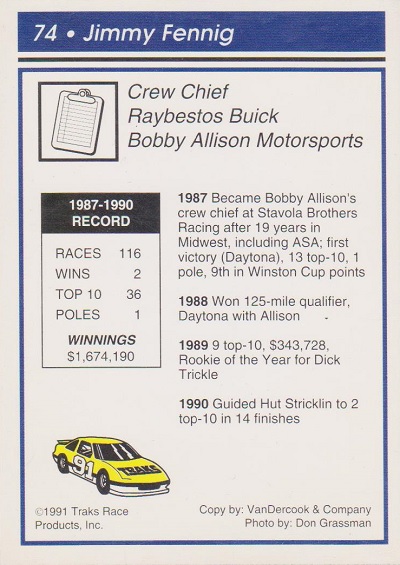 74 • Jimmy Fennig
Crew Chief
Raybestos Buick
Bobby Allison Motorsports
1987-1990
RECORD
RACES 116
WINS 2
TOP 10 36
POLES 1
WINNINGS
$1,674,190
1987 Became Bobby Allison's
crew chief at Stavola Brothers
Racing after 19 years in
Midwest, including ASA; first
victory (Daytona), 13 top-10, 1
pole, 9th in Winston Cup points
1988 Won 125-mile qualifier,
Daytona with Allison
1989 9 top-10, $343,728,
Rookie of the Year for Dick
Trickle
1990 Guided Hut Stricklin to 2
top-10 in 14 finishes
91
TRAKS
©1991 Traks Race
Products, Inc.
Copy by: VanDercook & Company
Photo by: Don Grassman